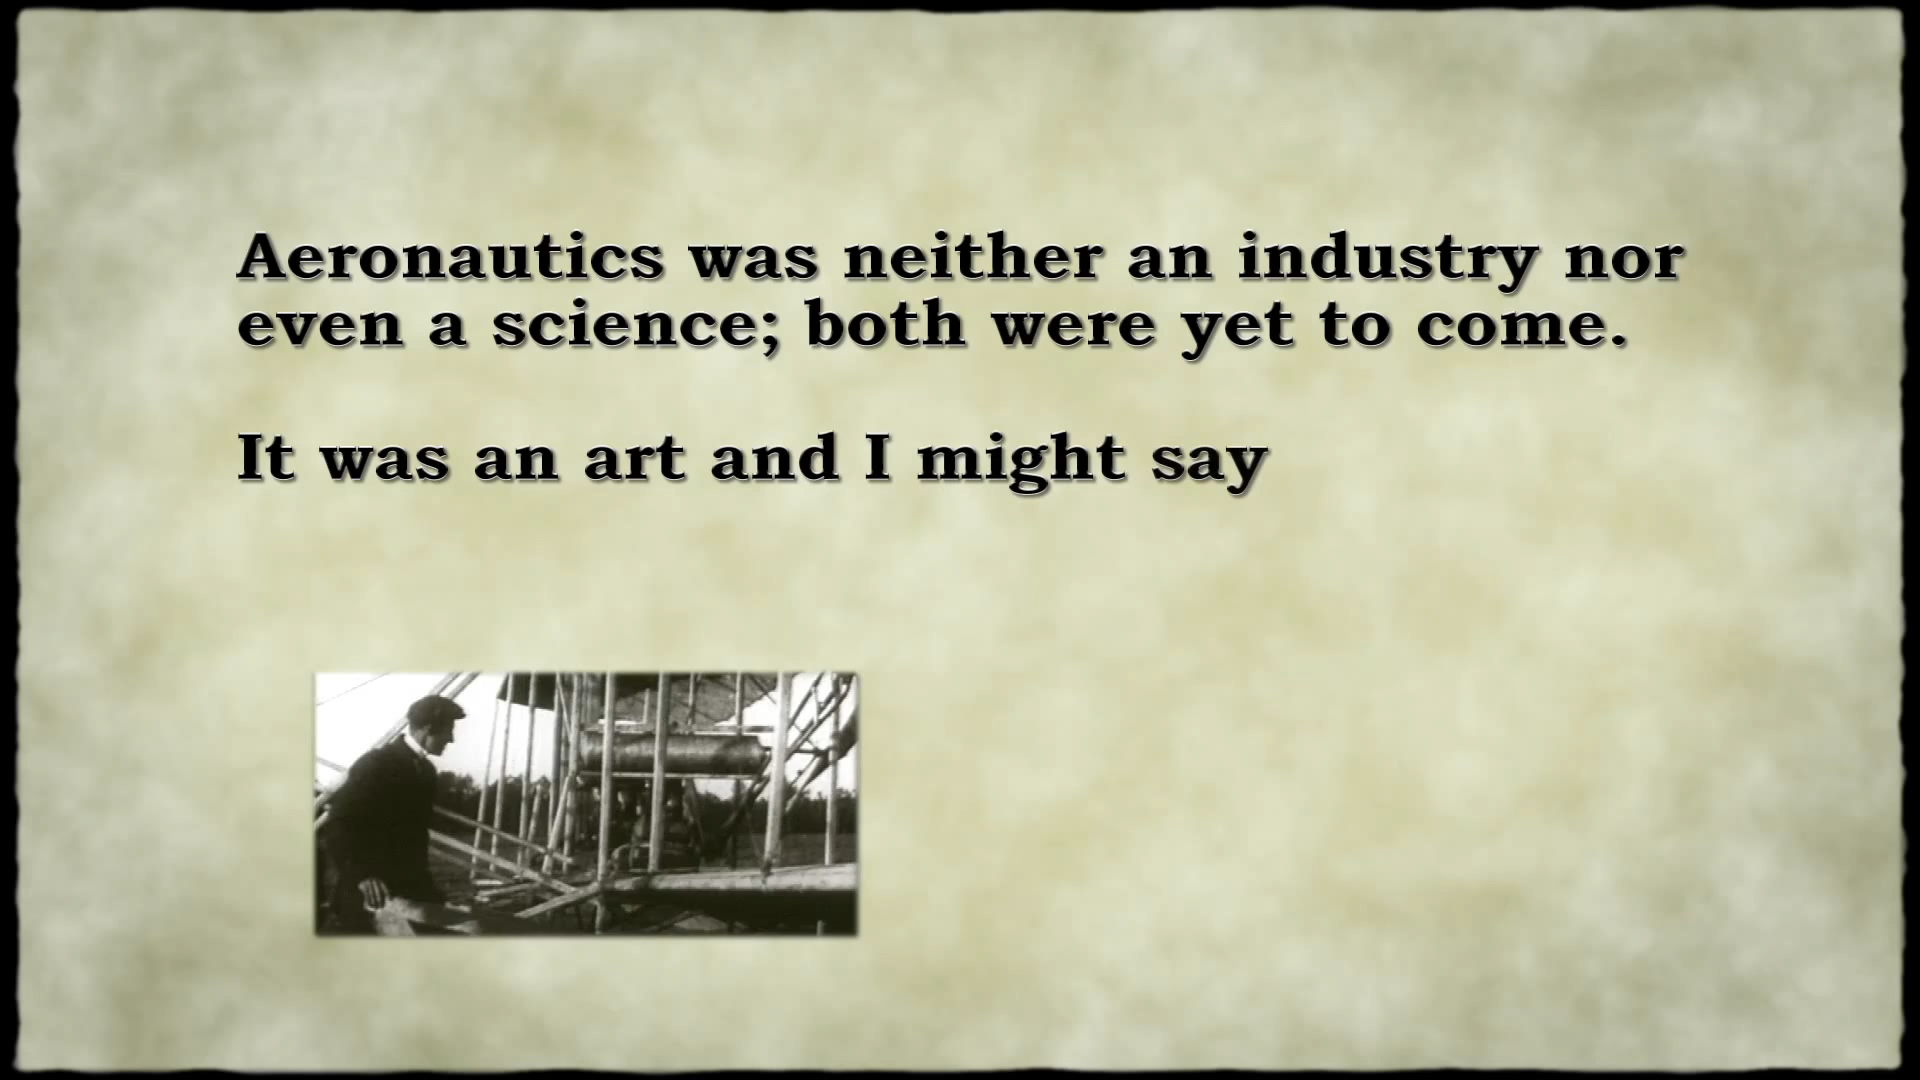 Aeronautics was neither an industry nor
even a science; both were yet to come.
It was an art and I might say